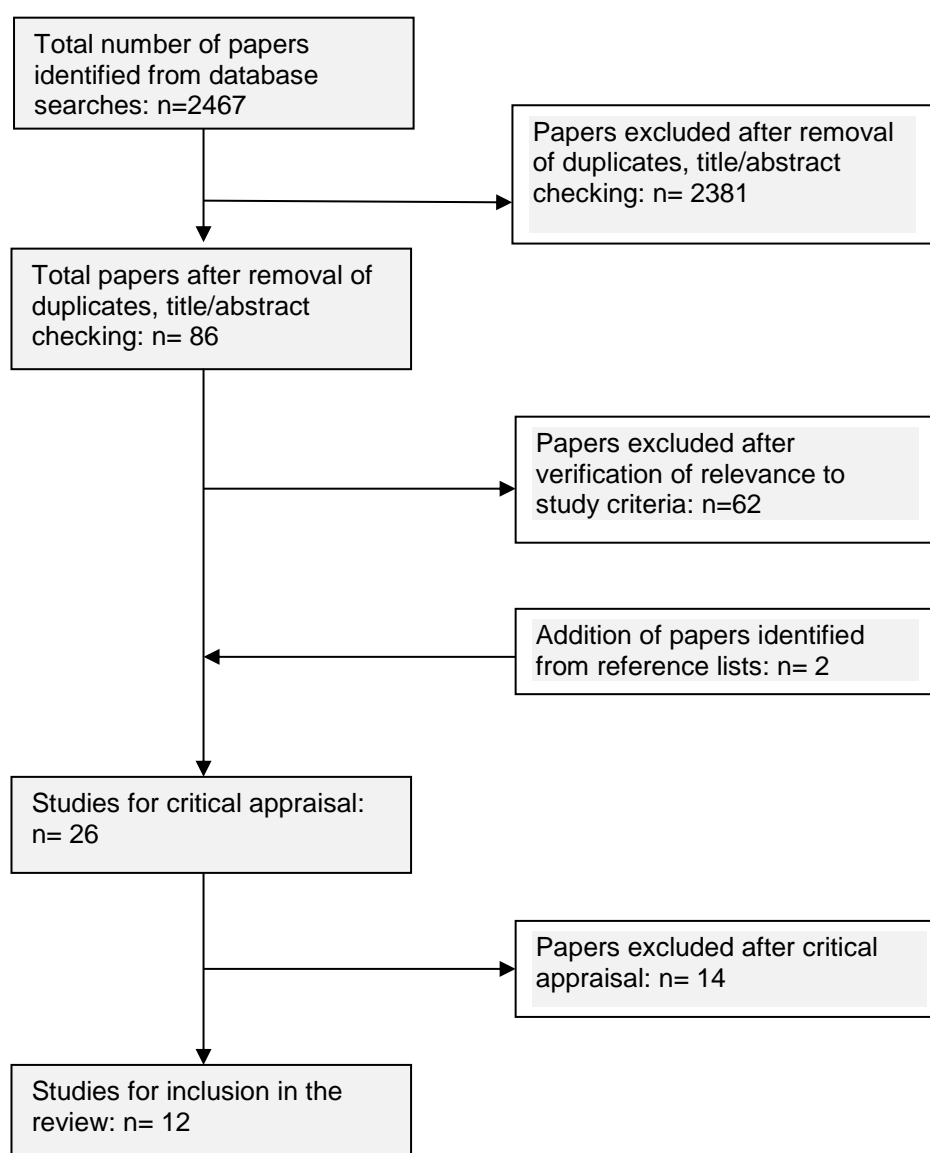 Total number of papers
identified from database
searches: n=2467
Papers excluded after removal
of duplicates, title/abstract
checking: n= 2381
Total papers after removal of
duplicates, title/abstract
checking: n= 86
Papers excluded after
verification of relevance to
study criteria: n=62
Addition of papers identified
from reference lists: n= 2
Studies for critical appraisal:
n= 26
Papers excluded after critical
appraisal: n= 14
Studies for inclusion in the
review: n= 12